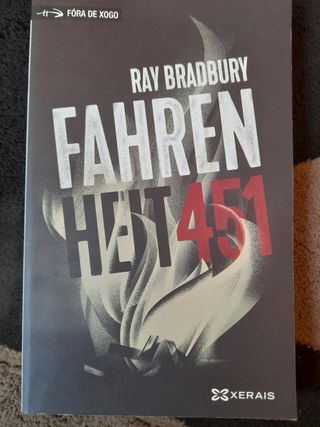 FÓRA DE XOGO
RAY BRADBURY
FAHREN
HEIT 451
XERAIS